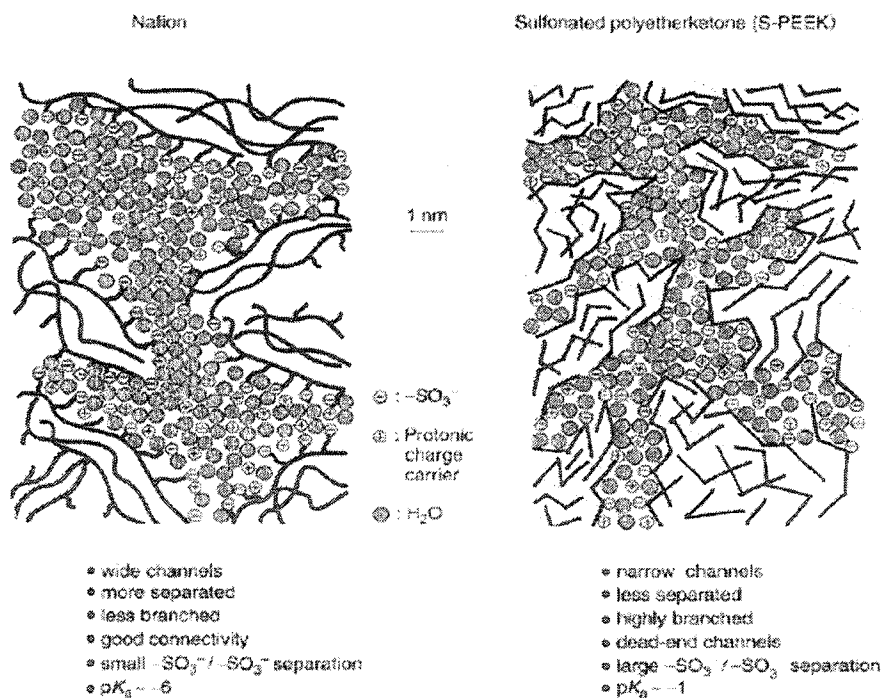 Nafion
Sulfonated polyetherketone (S-PEEK)
1 nm
⊖ : –SO₃⁻
⊕ : Protonic
charge
carrier
: H₂O
• wide channels
• more separated
• less branched
• good connectivity
• small –SO₃⁻/–SO₃⁻ separation
• pKₐ ~ –6
• narrow channels
• less separated
• highly branched
• dead-end channels
• large –SO₃⁻/–SO₃ separation
• pKₐ ~ –1